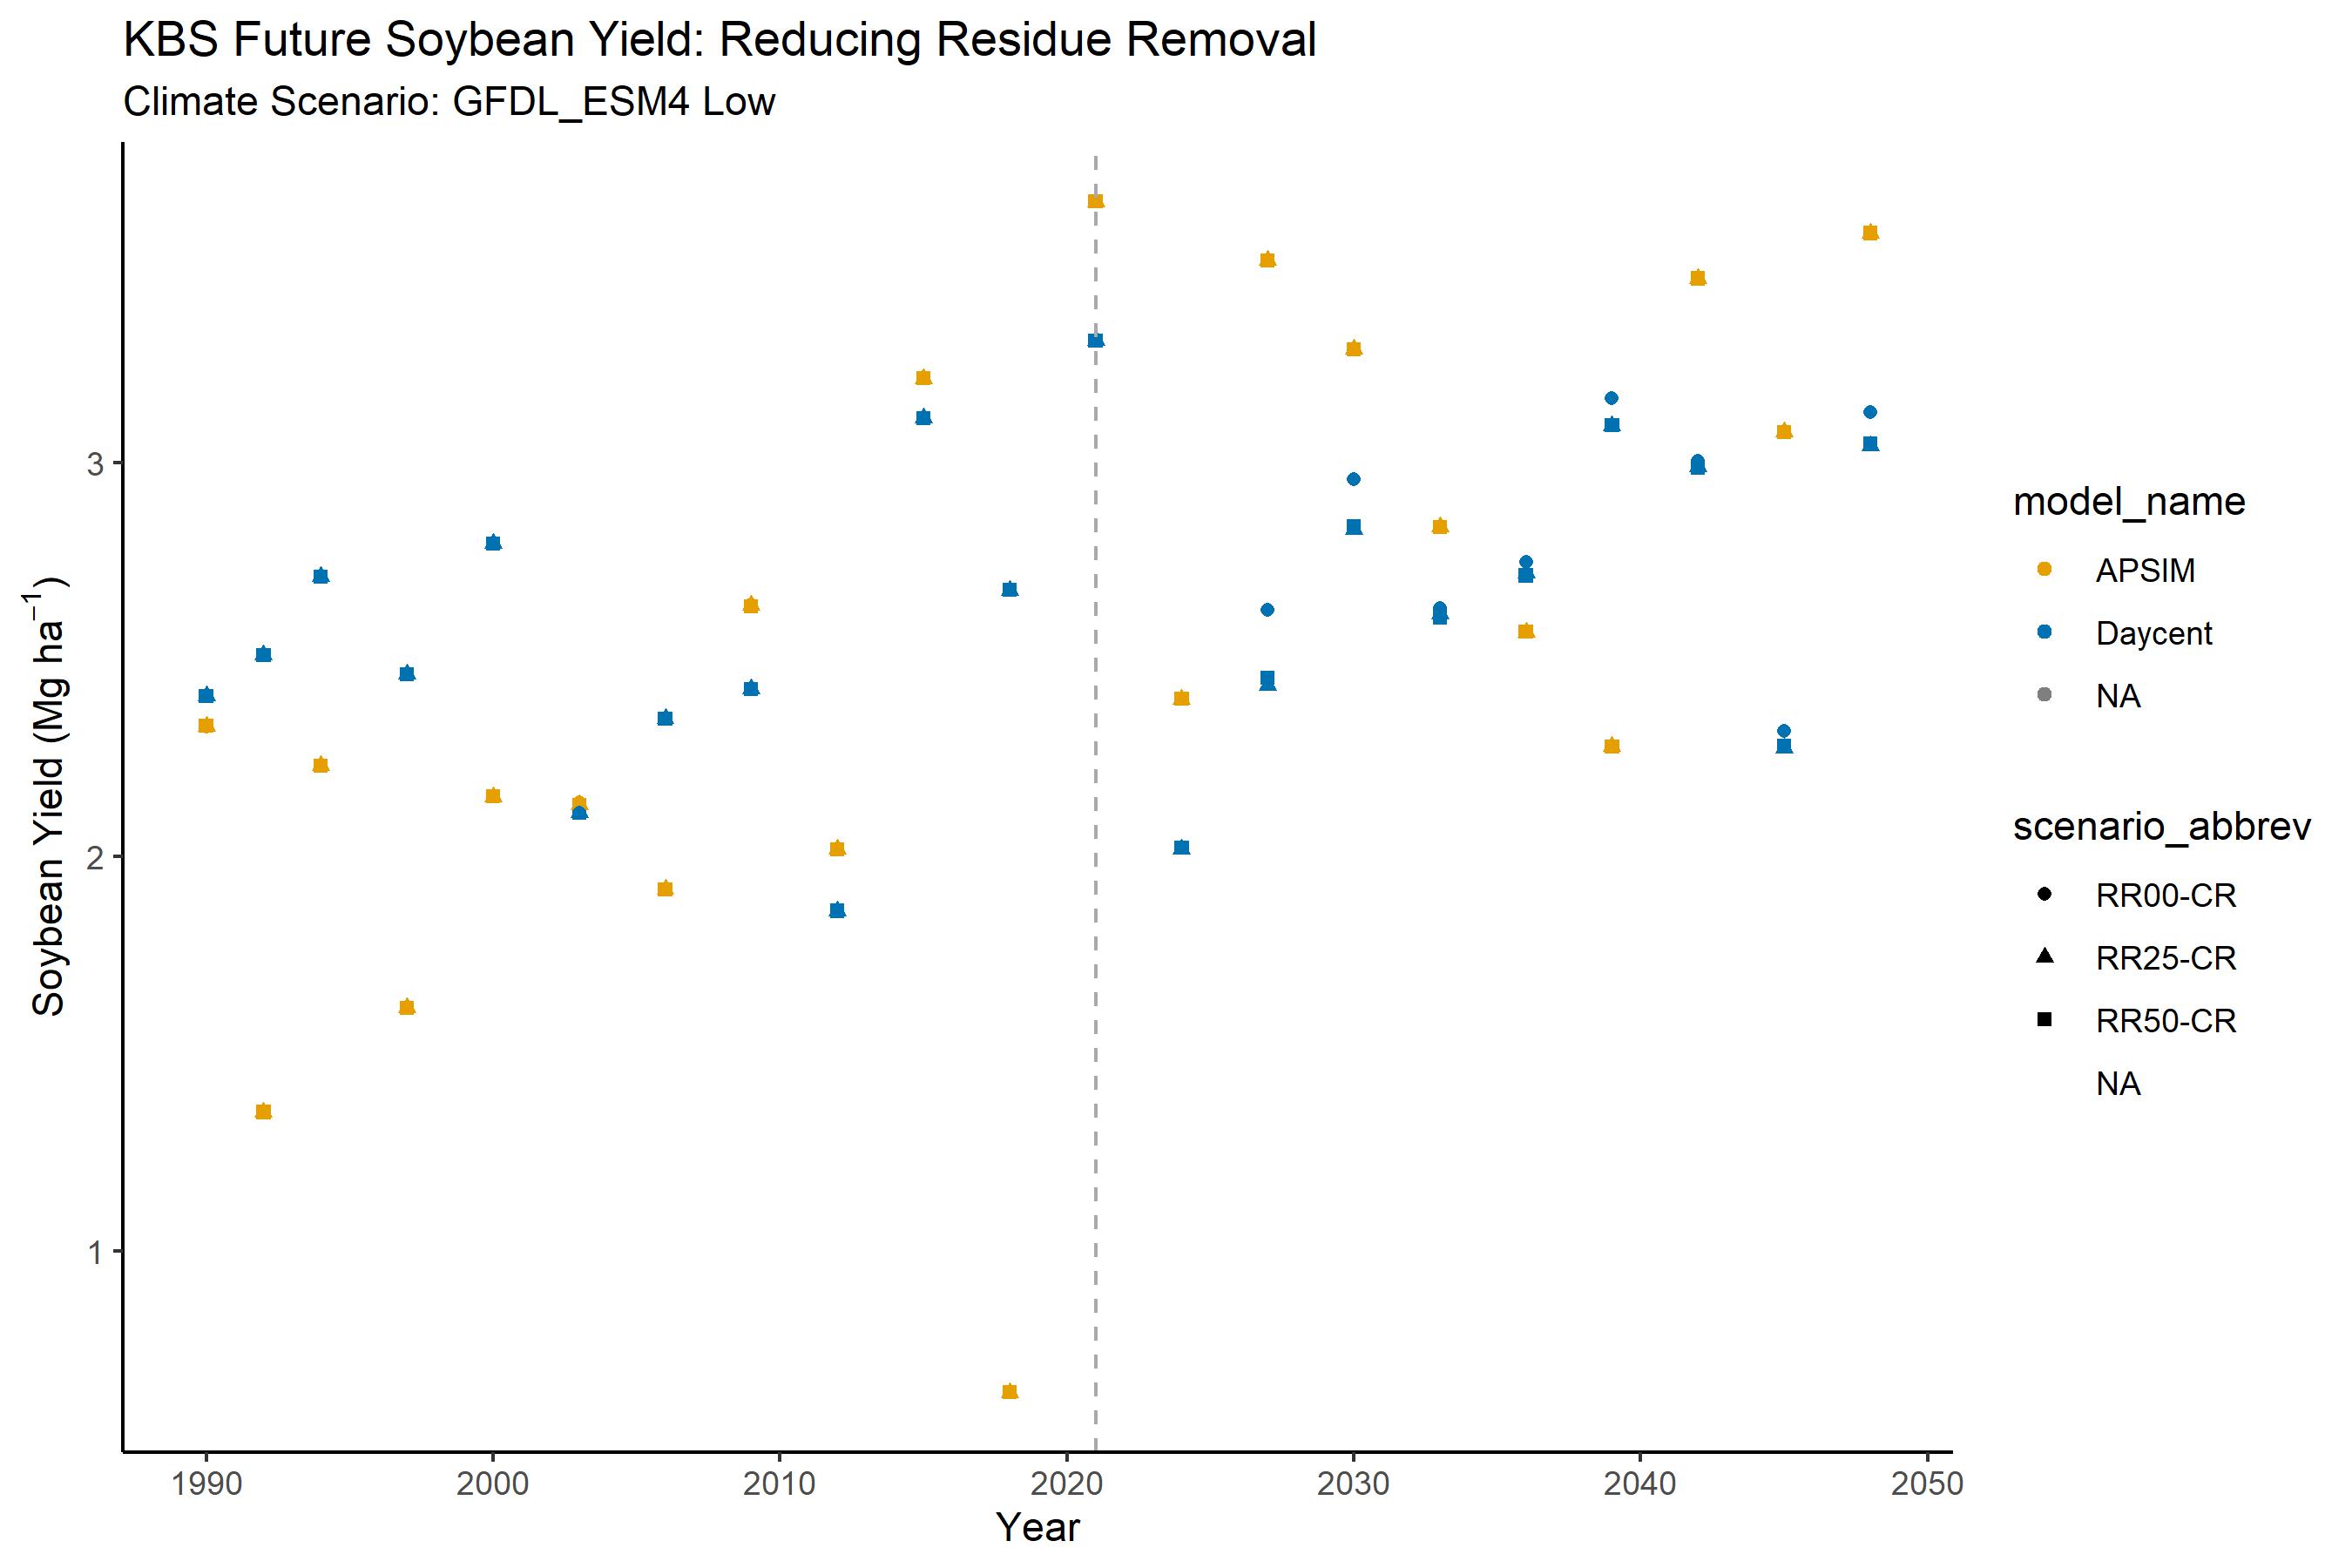 KBS Future Soybean Yield: Reducing Residue Removal
Climate Scenario: GFDL_ESM4 Low
Soybean Yield (Mg ha⁻¹)
3
2
1
1990
2000
2010
2020
2030
2040
2050
Year
model_name
APSIM
Daycent
NA
scenario_abbrev
RR00-CR
RR25-CR
RR50-CR
NA